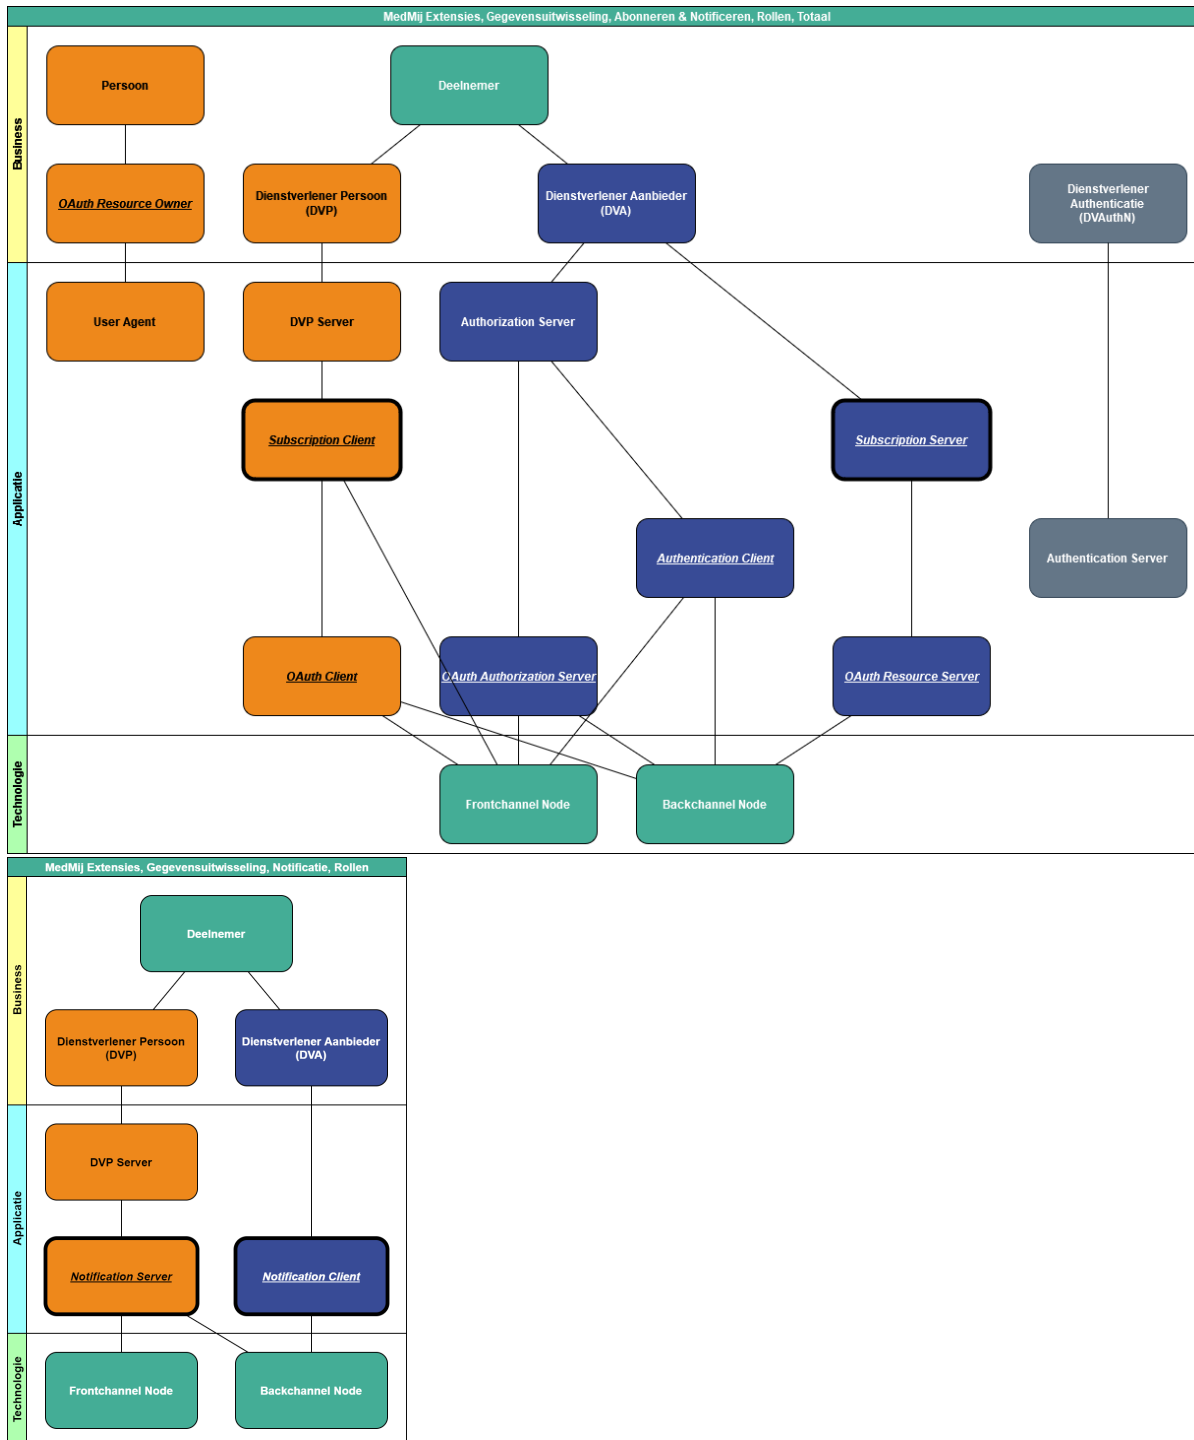 MedMij Extensies, Gegevensuitwisseling, Abonneren & Notificeren, Rollen, Totaal
Business
Persoon
Deelnemer
OAuth Resource Owner
Dienstverlener Persoon
(DVP)
Dienstverlener Aanbieder
(DVA)
Dienstverlener
Authenticatie
(DVAuthN)
Applicatie
User Agent
DVP Server
Authorization Server
Subscription Client
Subscription Server
Authentication Client
Authentication Server
OAuth Client
OAuth Authorization Server
OAuth Resource Server
Technologie
Frontchannel Node
Backchannel Node
MedMij Extensies, Gegevensuitwisseling, Notificatie, Rollen
Business
Deelnemer
Dienstverlener Persoon
(DVP)
Dienstverlener Aanbieder
(DVA)
Applicatie
DVP Server
Notification Server
Notification Client
Technologie
Frontchannel Node
Backchannel Node